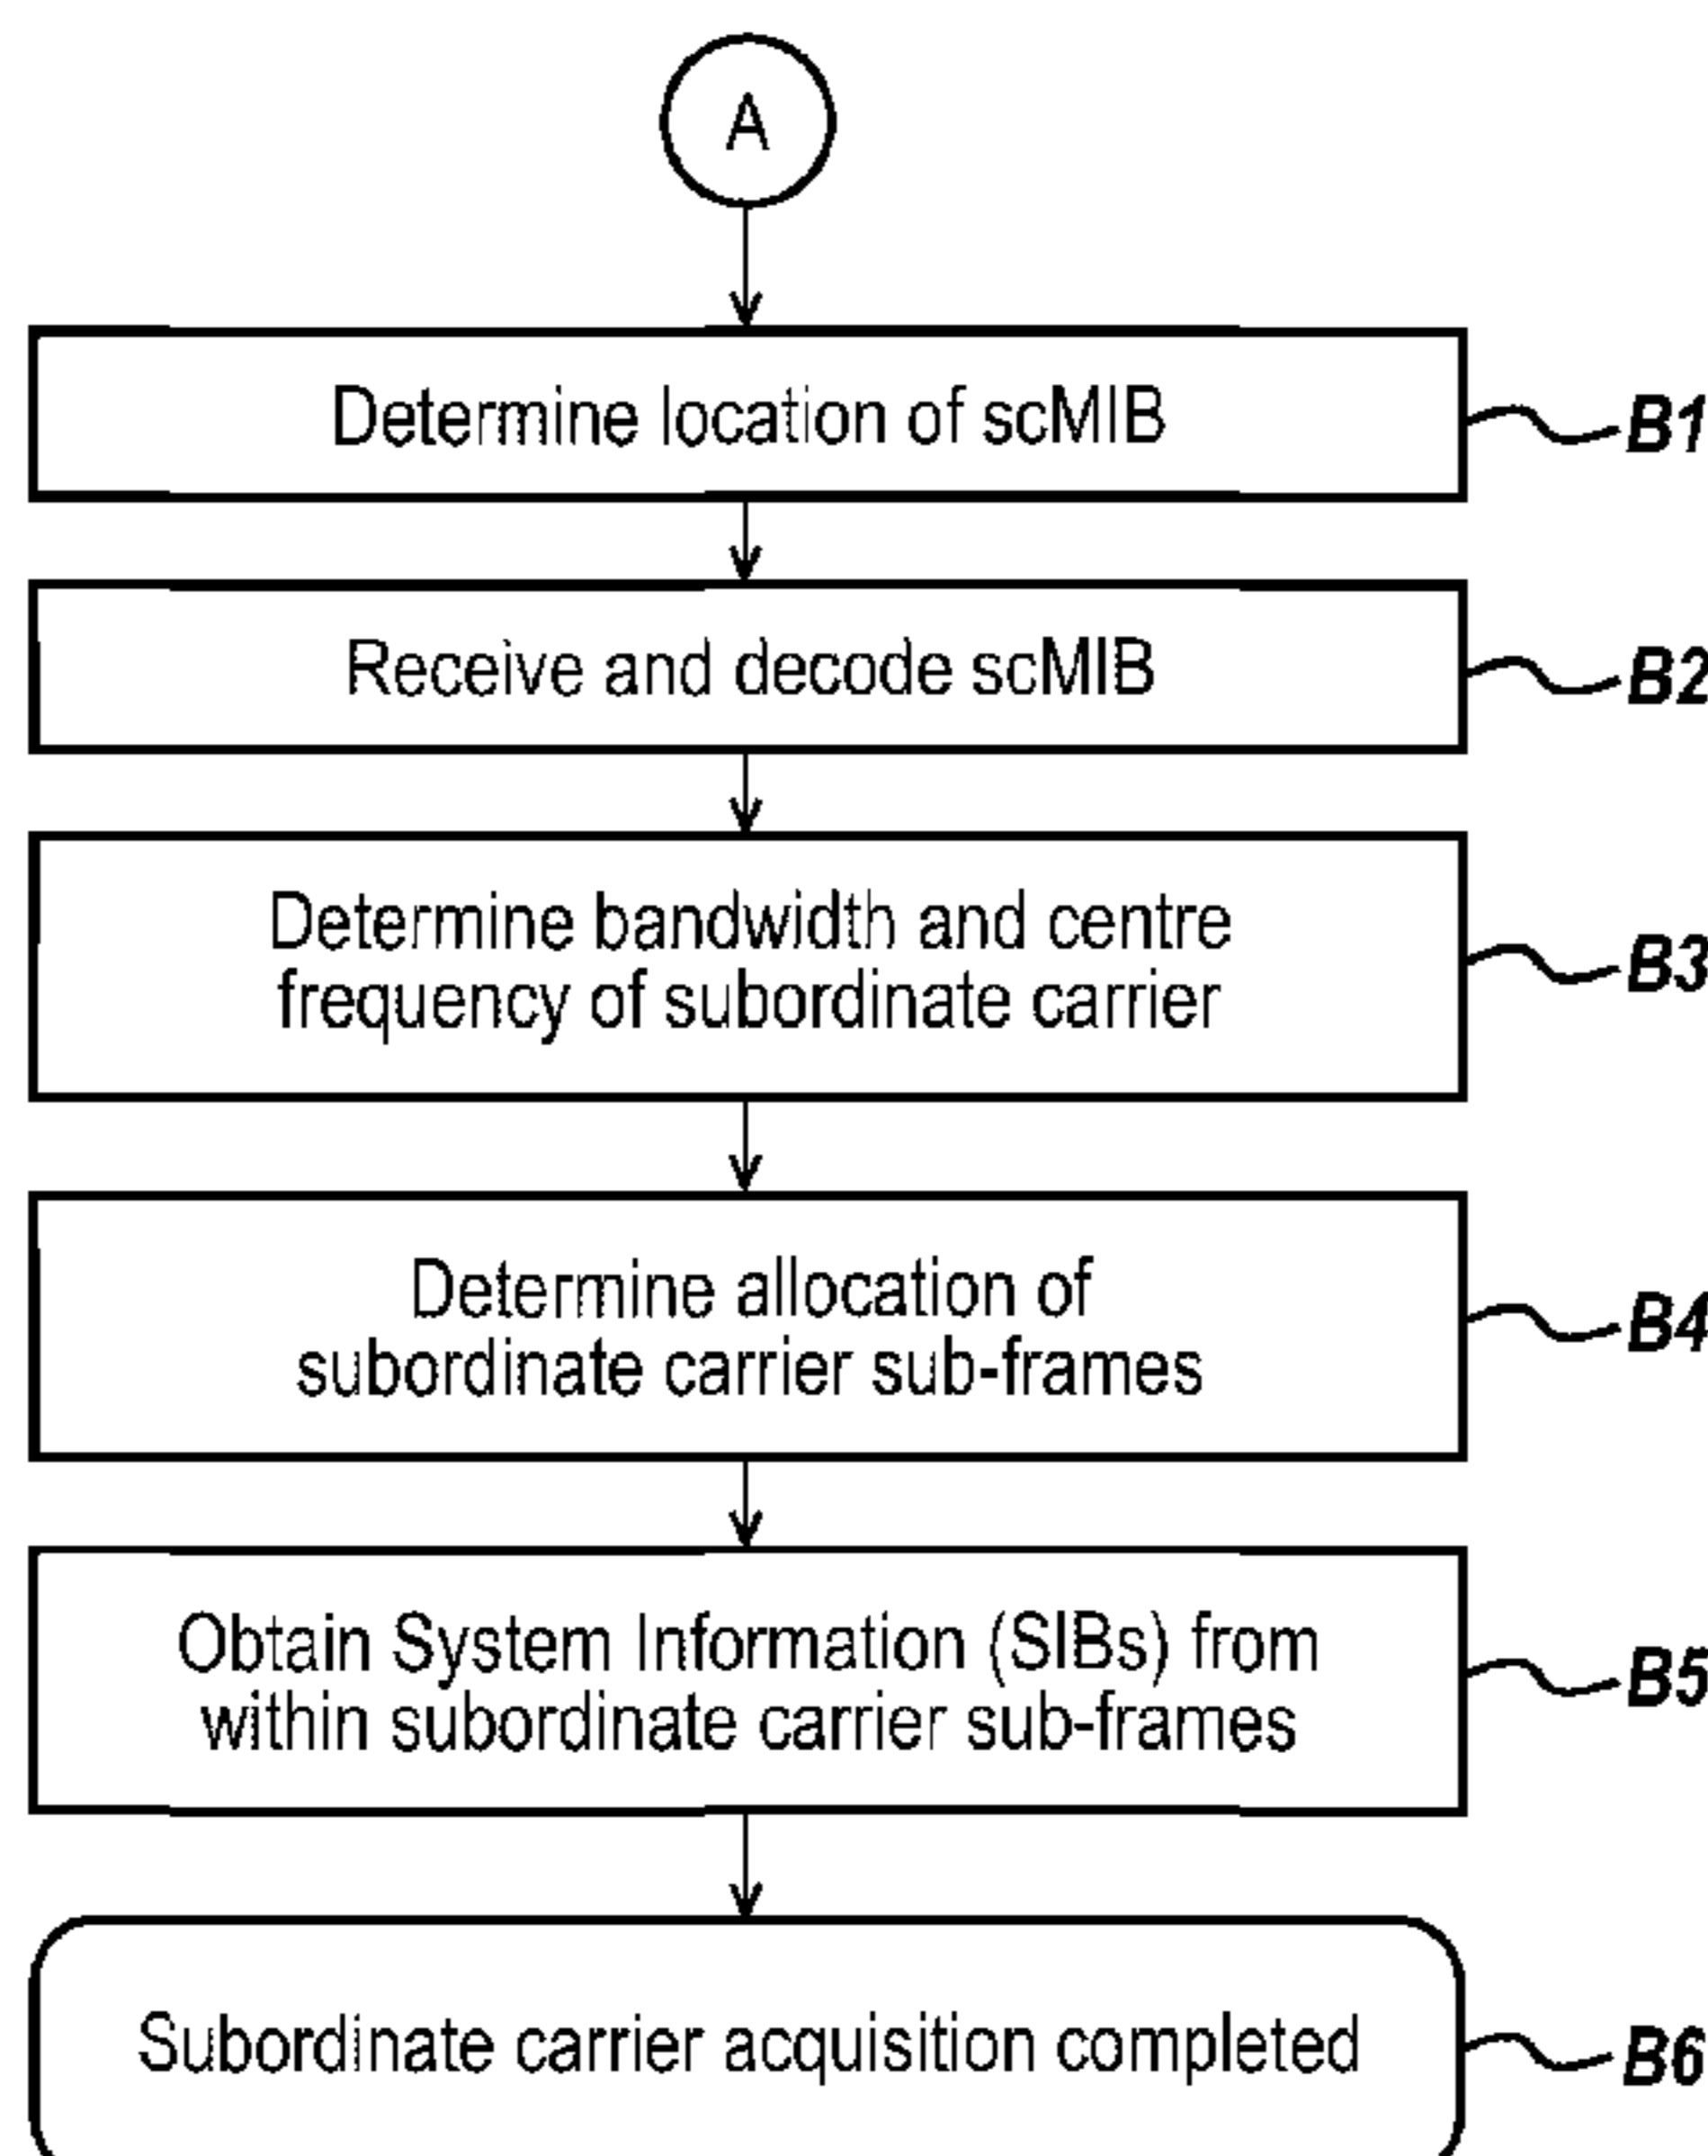 A
Determine location of scMIB
B1
Receive and decode scMIB
B2
Determine bandwidth and centre
frequency of subordinate carrier
B3
Determine allocation of
subordinate carrier sub-frames
B4
Obtain System Information (SIBs) from
within subordinate carrier sub-frames
B5
Subordinate carrier acquisition completed
B6